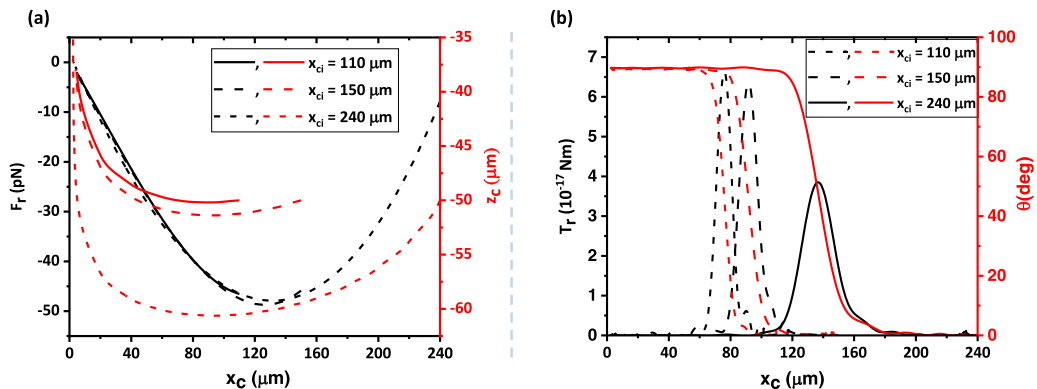 (a)
0
-10
-20
-30
-40
-50
F_r (pN)
, x_ci = 110 μm
, x_ci = 150 μm
, x_ci = 240 μm
-35
-40
-45
-50
-55
-60
z_c (μm)
0 40 80 120 160 200 240
x_c (μm)
(b)
7
6
5
4
3
2
1
0
T_r (10^-17 Nm)
, x_ci = 110 μm
, x_ci = 150 μm
, x_ci = 240 μm
100
80
60
40
20
0
θ(deg)
0 40 80 120 160 200 240
x_c (μm)